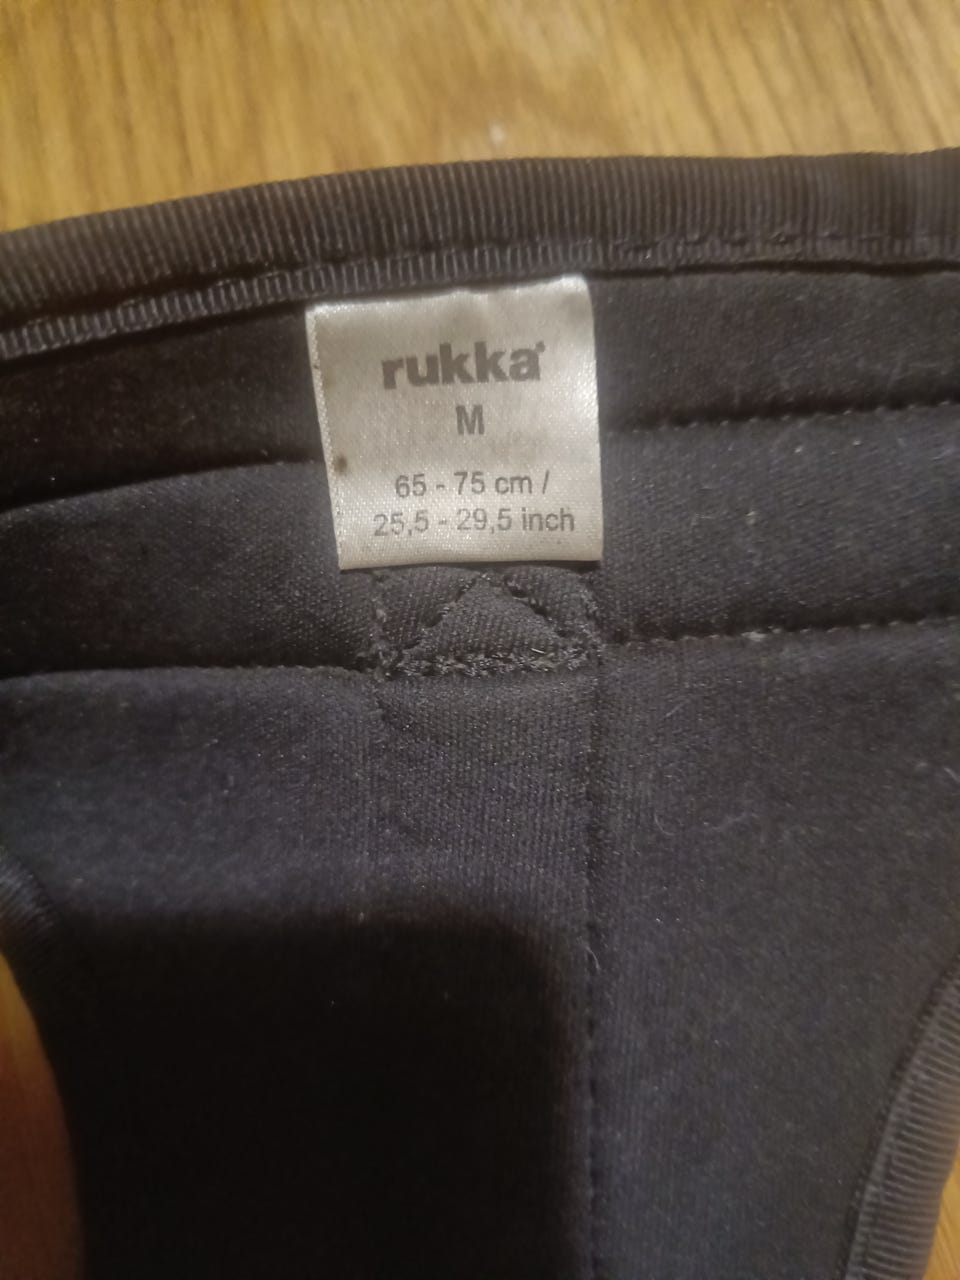 rukka
M
65 - 75 cm /
25,5 - 29,5 inch